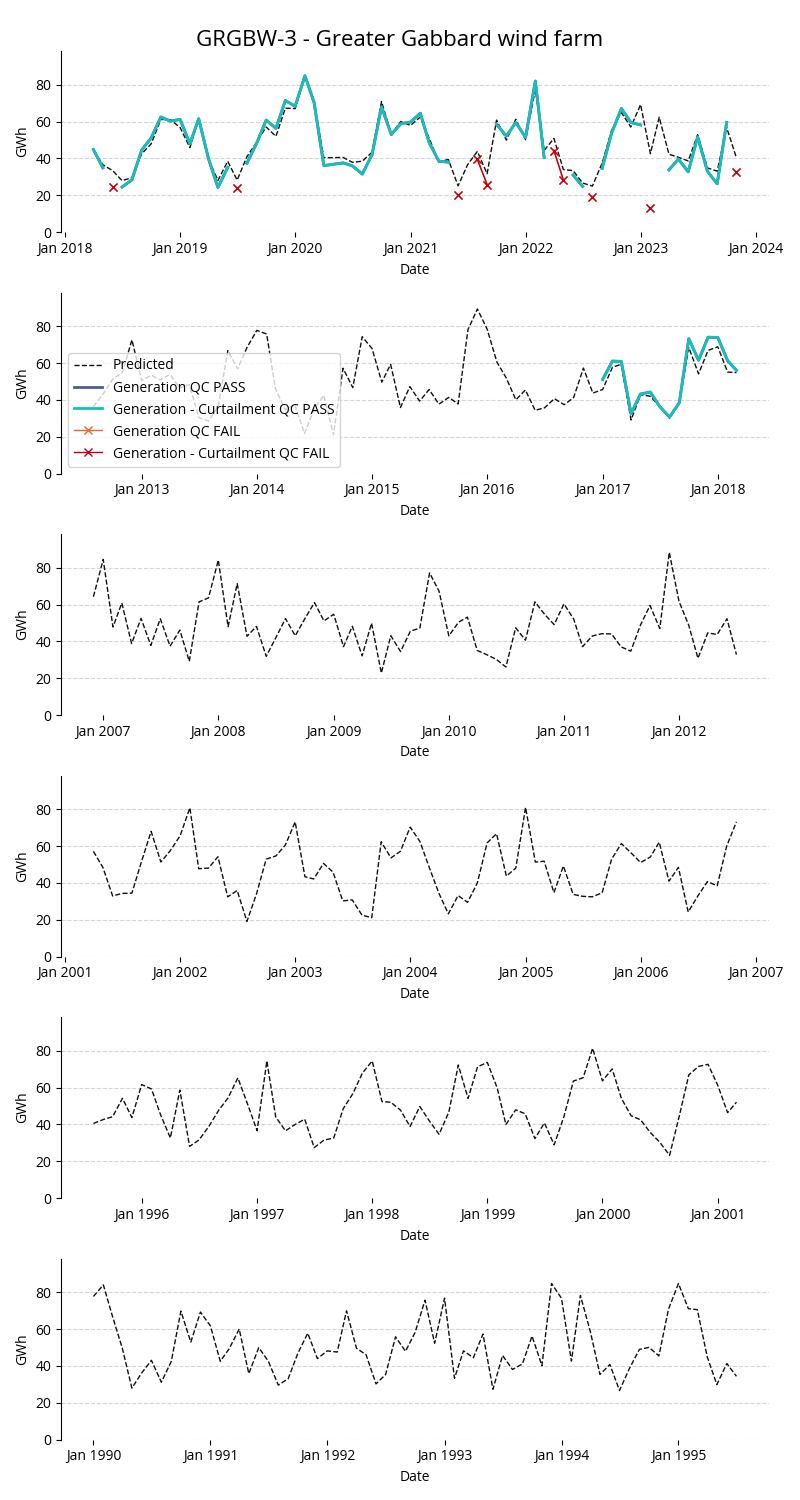 GRGBW-3 - Greater Gabbard wind farm
80
60
40
20
0
GWh
Jan 2018 Jan 2019 Jan 2020 Jan 2021 Jan 2022 Jan 2023 Jan 2024
Date
80
60
40
20
0
GWh
Predicted
Generation QC PASS
Generation - Curtailment QC PASS
Generation QC FAIL
Generation - Curtailment QC FAIL
Jan 2013 Jan 2014 Jan 2015 Jan 2016 Jan 2017 Jan 2018
Date
80
60
40
20
0
GWh
Jan 2007 Jan 2008 Jan 2009 Jan 2010 Jan 2011 Jan 2012
Date
80
60
40
20
0
GWh
Jan 2001 Jan 2002 Jan 2003 Jan 2004 Jan 2005 Jan 2006 Jan 2007
Date
80
60
40
20
0
GWh
Jan 1996 Jan 1997 Jan 1998 Jan 1999 Jan 2000 Jan 2001
Date
80
60
40
20
0
GWh
Jan 1990 Jan 1991 Jan 1992 Jan 1993 Jan 1994 Jan 1995
Date